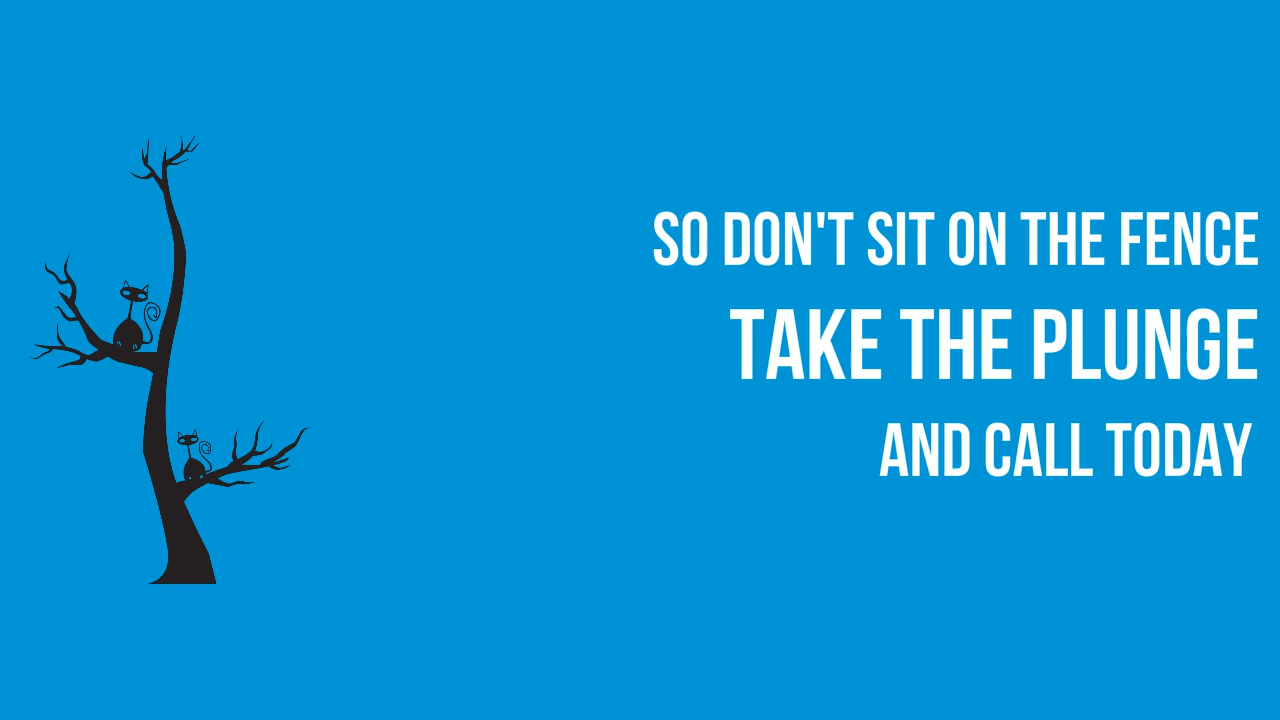 SO DON'T SIT ON THE FENCE
TAKE THE PLUNGE
AND CALL TODAY